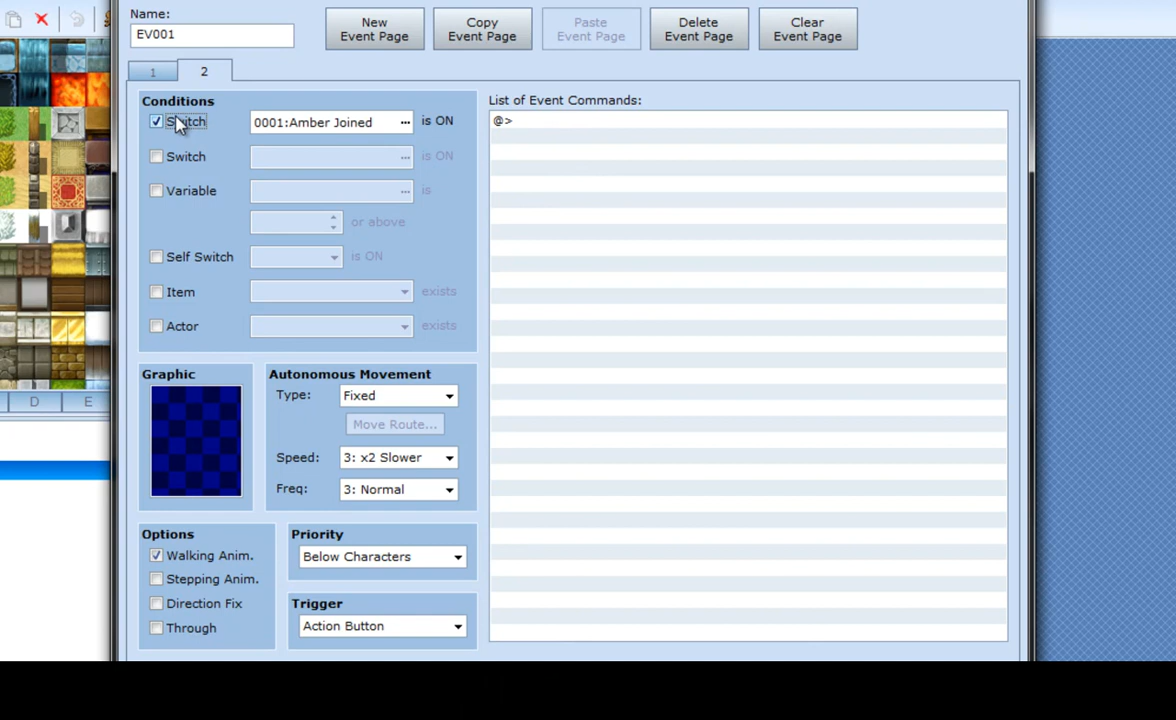 Name:
EV001
New Event Page
Copy Event Page
Paste Event Page
Delete Event Page
Clear Event Page
1
2
Conditions
Switch 0001:Amber Joined ... is ON
Switch ... is ON
Variable ... is
or above
Self Switch is ON
Item exists
Actor exists
List of Event Commands:
@>
D E
Graphic
Autonomous Movement
Type: Fixed
Move Route...
Speed: 3: x2 Slower
Freq: 3: Normal
Options
Walking Anim.
Stepping Anim.
Direction Fix
Through
Priority
Below Characters
Trigger
Action Button